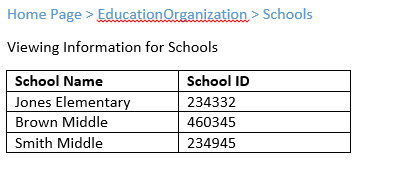 Home Page > EducationOrganization > Schools
Viewing Information for Schools
School Name School ID
Jones Elementary 234332
Brown Middle 460345
Smith Middle 234945